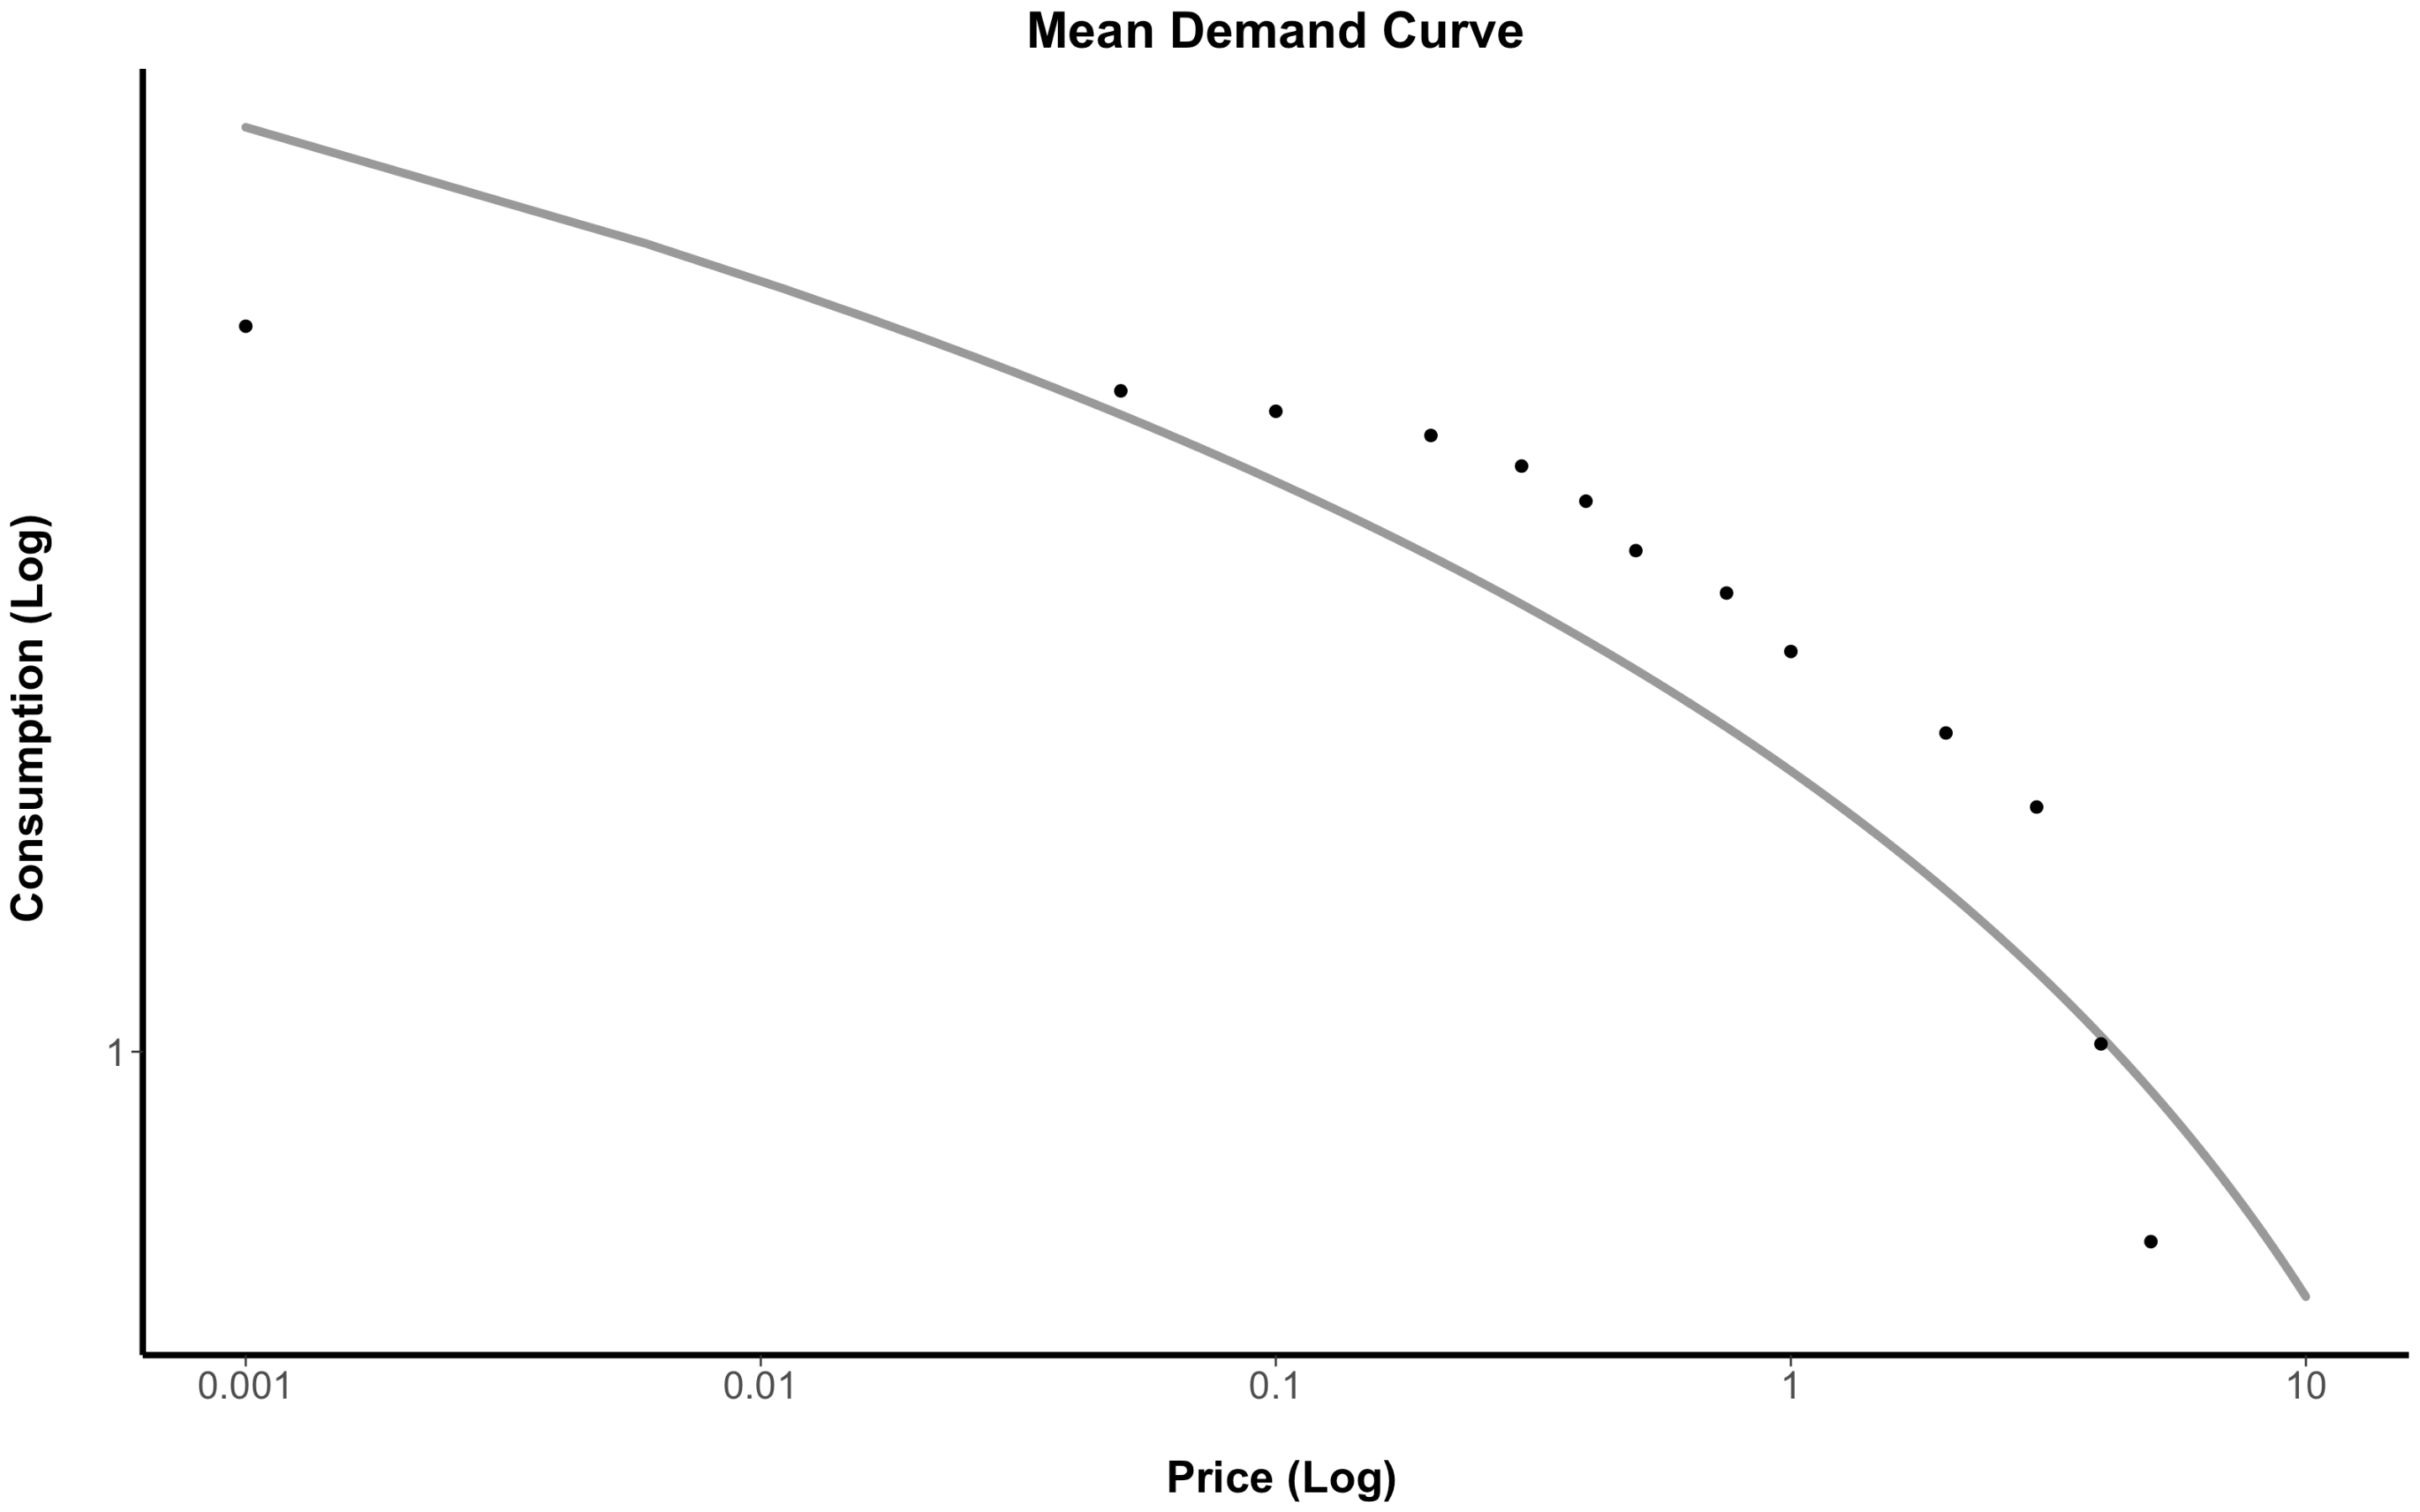 Mean Demand Curve
Consumption (Log)
1
0.001
0.01
0.1
1
10
Price (Log)